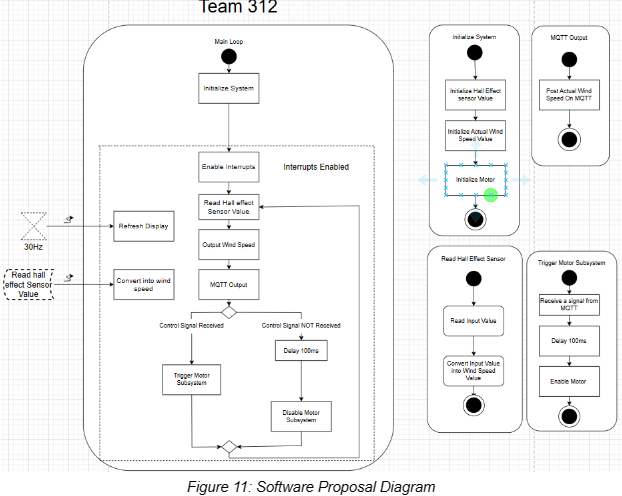 Team 312
Main Loop
Initialize System
Enable Interrupts
Interrupts Enabled
Read Hall effect
Sensor Value
Output Wind Speed
MQTT Output
Control Signal Received
Control Signal NOT Received
Delay 100ms
Trigger Motor
Subsystem
Disable Motor
Subsystem
30Hz
Refresh Display
Read hall
effect Sensor
Value
Convert into wind
speed
Initialize System
Initialize Hall Effect
sensor Value
Initialize Actual Wind
Speed Value
Initialize Motor
MQTT Output
Post Actual Wind
Speed On MQTT
Read Hall Effect Sensor
Read Input Value
Convert Input Value
into Wind Speed
Value
Trigger Motor Subsystem
Receive a signal from
MQTT
Delay 100ms
Enable Motor
Figure 11: Software Proposal Diagram